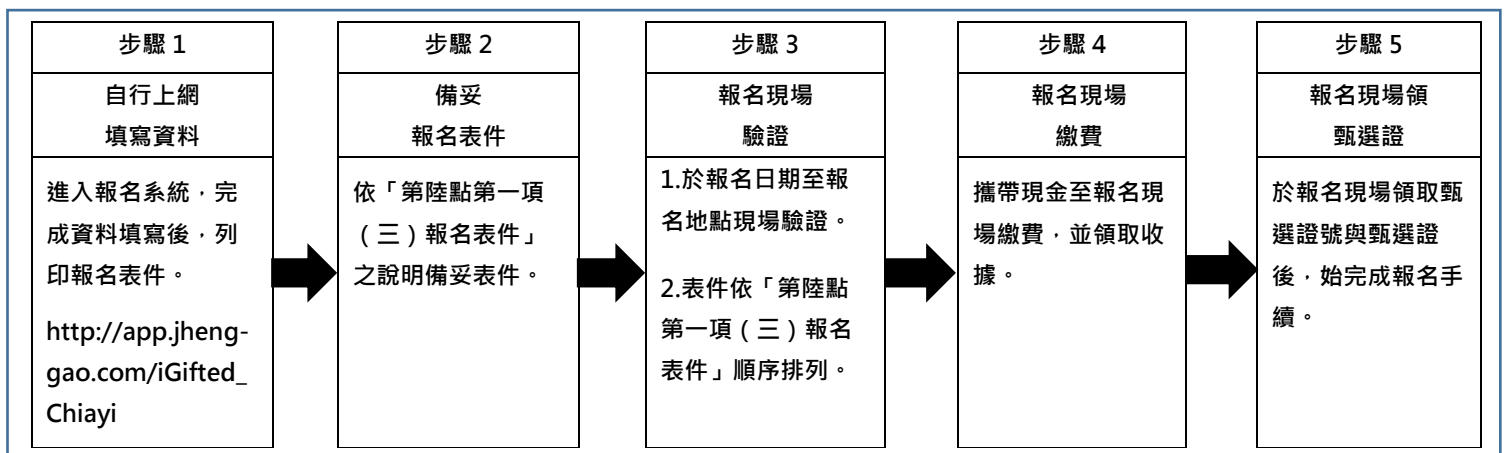 步驟 1
自行上網
填寫資料
進入報名系統，完
成資料填寫後，列
印報名表件。
http://app.jheng-
gao.com/iGifted_
Chiayi
步驟 2
備妥
報名表件
依「第陸點第一項
（三）報名表件」
之說明備妥表件。
步驟 3
報名現場
驗證
1.於報名日期至報
名地點現場驗證。
2.表件依「第陸點
第一項（三）報名
表件」順序排列。
步驟 4
報名現場
繳費
攜帶現金至報名現
場繳費，並領取收
據。
步驟 5
報名現場領
甄選證
於報名現場領取甄
選證號與甄選證
後，始完成報名手
續。